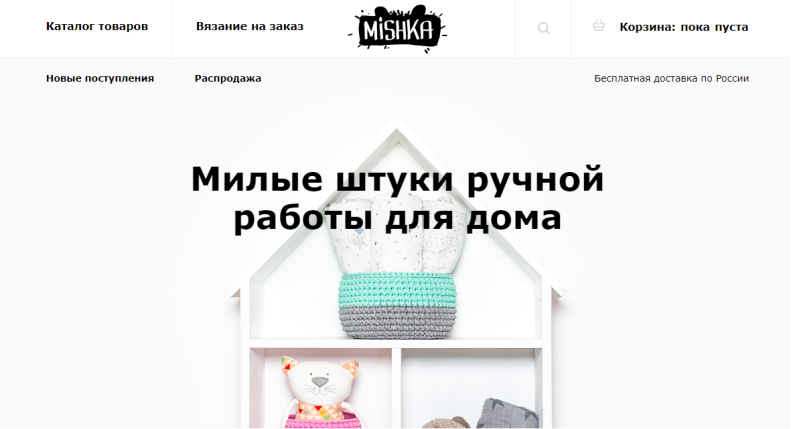 Каталог товаров
Вязание на заказ
MiSHKA
Корзина: пока пуста
Новые поступления
Распродажа
Бесплатная доставка по России
Милые штуки ручной
работы для дома